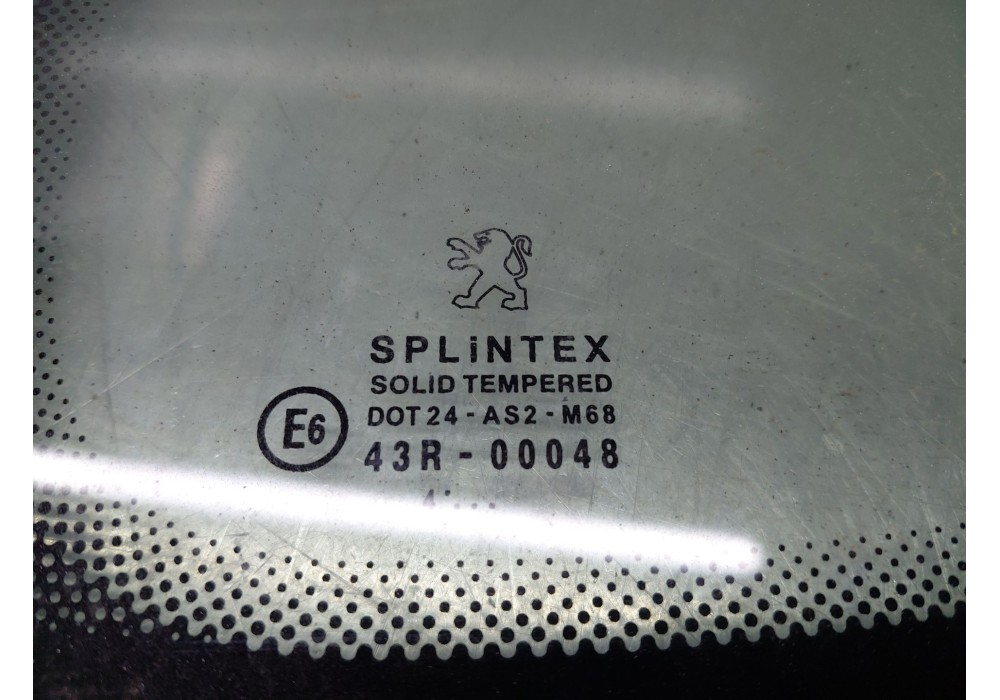 SPLiNTEX
SOLID TEMPERED
E6
DOT 24 - AS2 - M68
43R - 00048